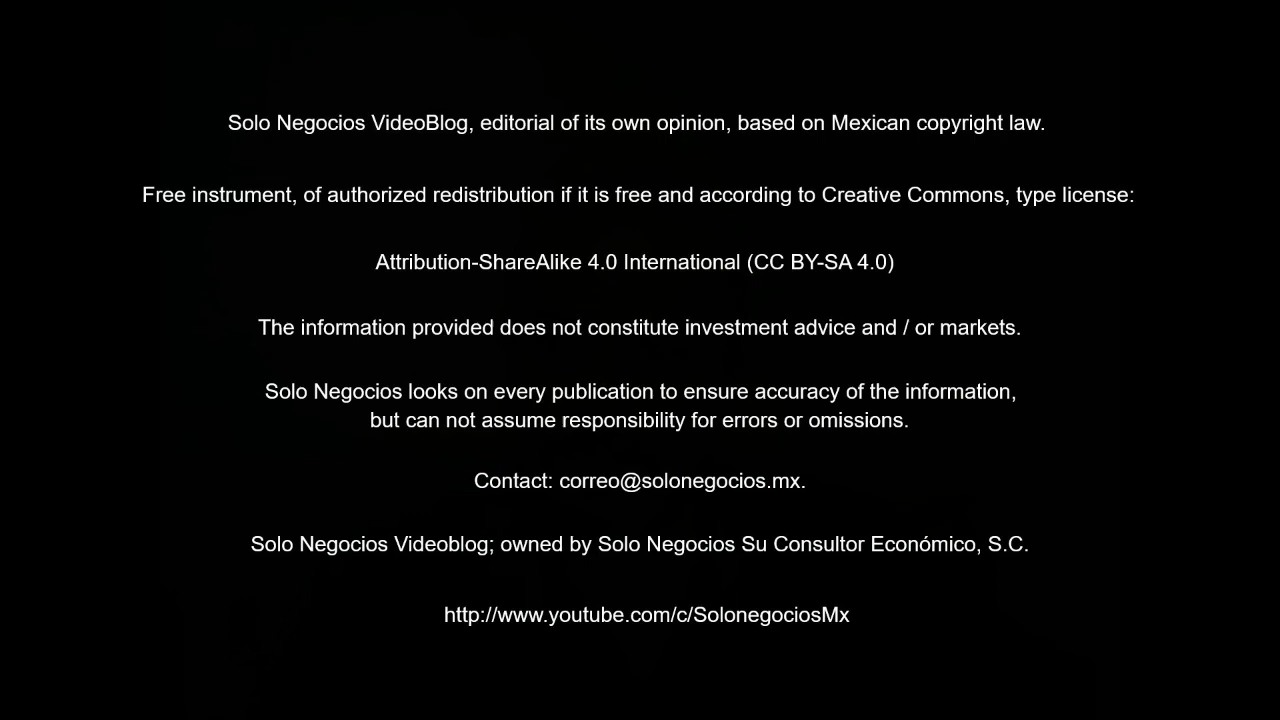 Solo Negocios VideoBlog, editorial of its own opinion, based on Mexican copyright law.
Free instrument, of authorized redistribution if it is free and according to Creative Commons, type license:
Attribution-ShareAlike 4.0 International (CC BY-SA 4.0)
The information provided does not constitute investment advice and / or markets.
Solo Negocios looks on every publication to ensure accuracy of the information,
but can not assume responsibility for errors or omissions.
Contact: correo@solonegocios.mx.
Solo Negocios Videoblog; owned by Solo Negocios Su Consultor Económico, S.C.
http://www.youtube.com/c/SolonegociosMx